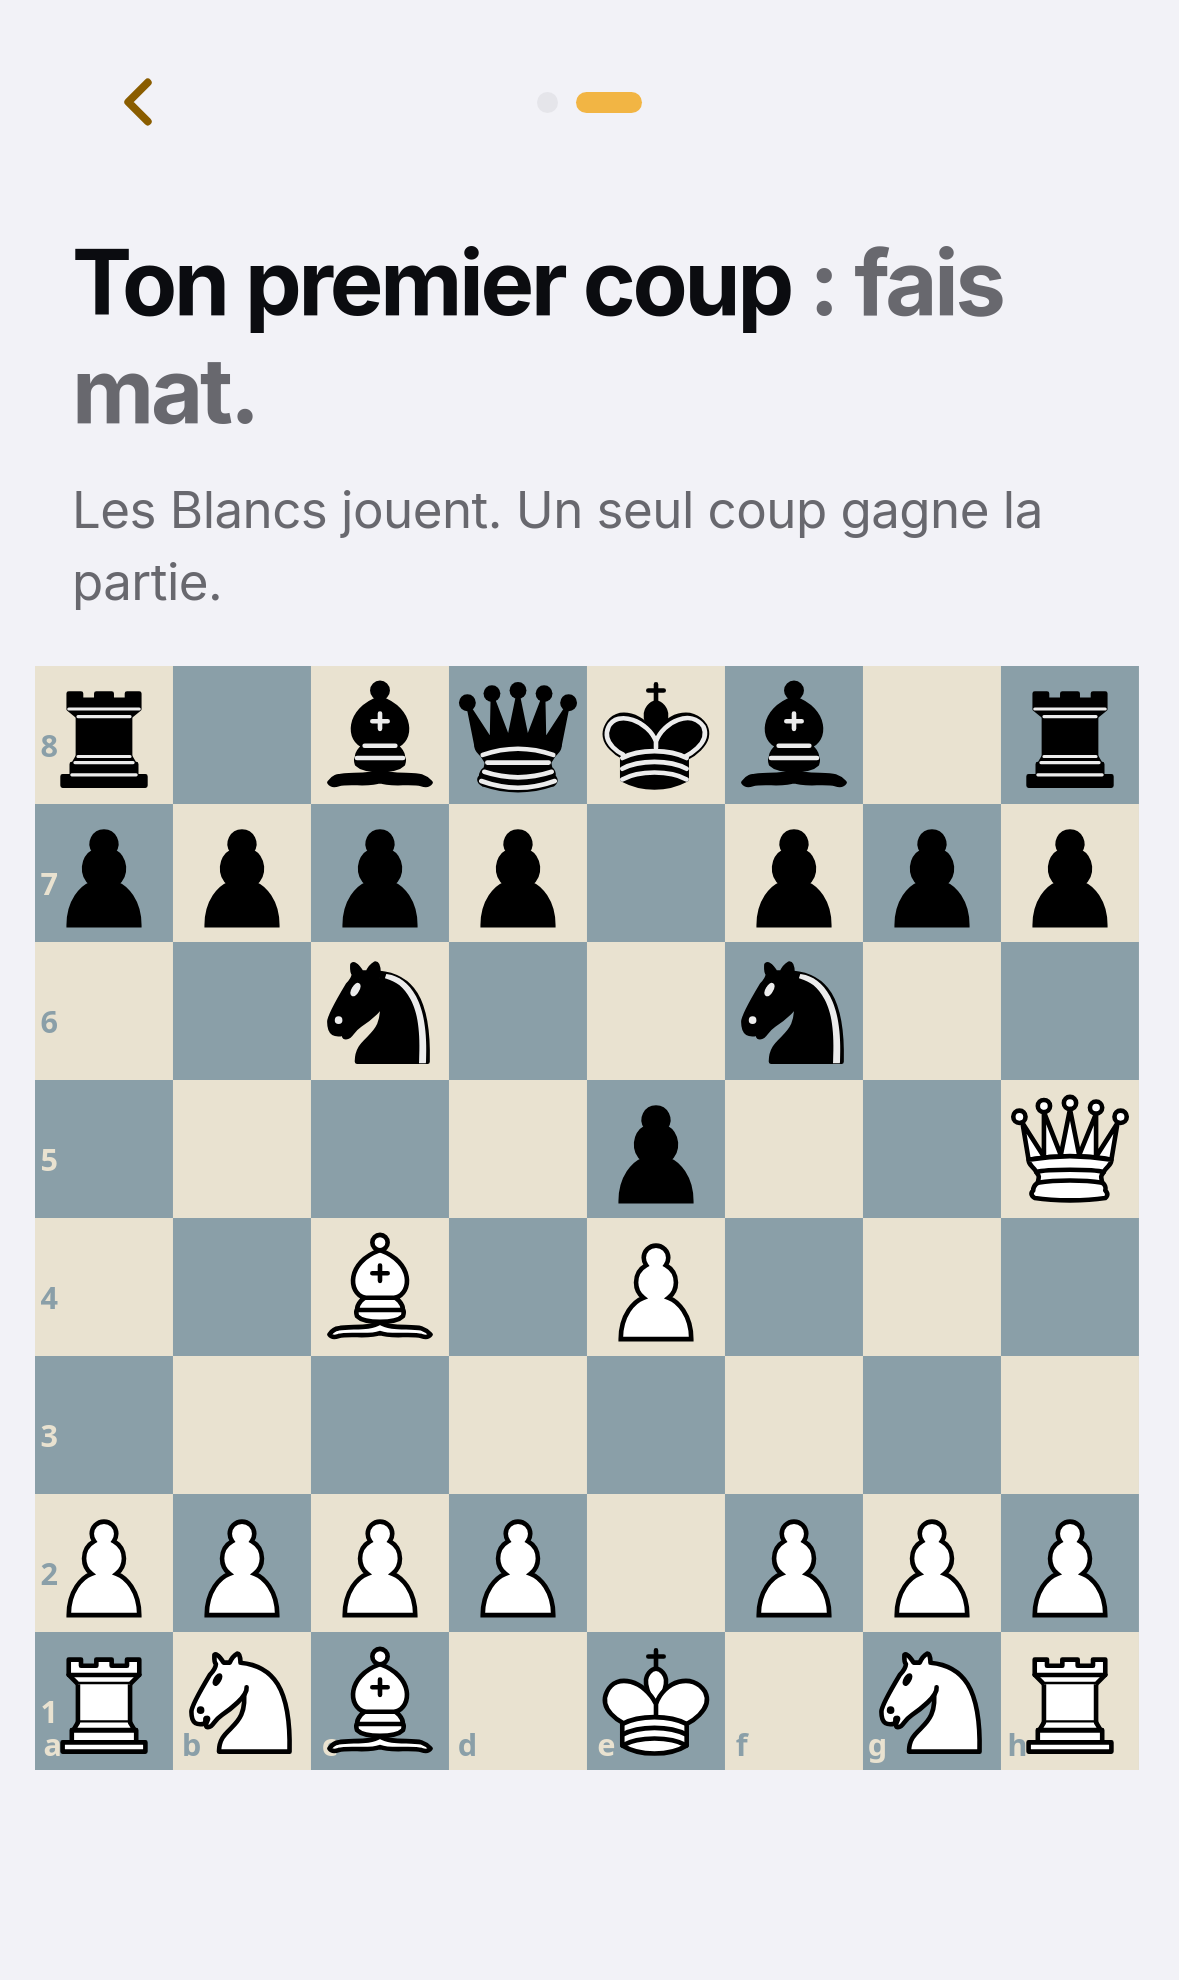 Ton premier coup : fais
mat.
Les Blancs jouent. Un seul coup gagne la
partie.
8
7
6
5
4
3
2
1
a b c d e f g h